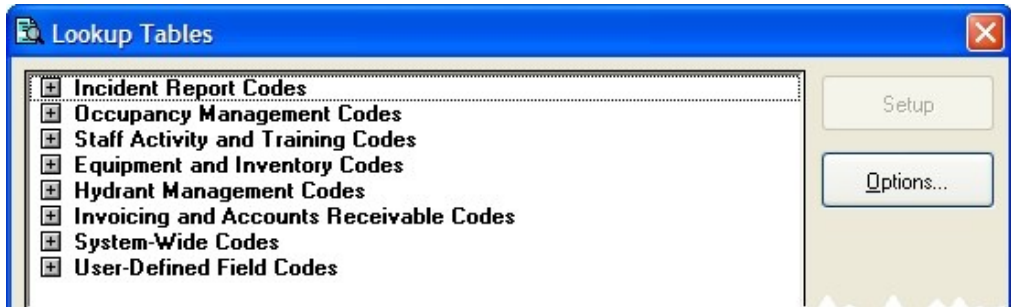 Lookup Tables
Incident Report Codes
Setup
Occupancy Management Codes
Staff Activity and Training Codes
Equipment and Inventory Codes
Options...
Hydrant Management Codes
Invoicing and Accounts Receivable Codes
System-Wide Codes
User-Defined Field Codes